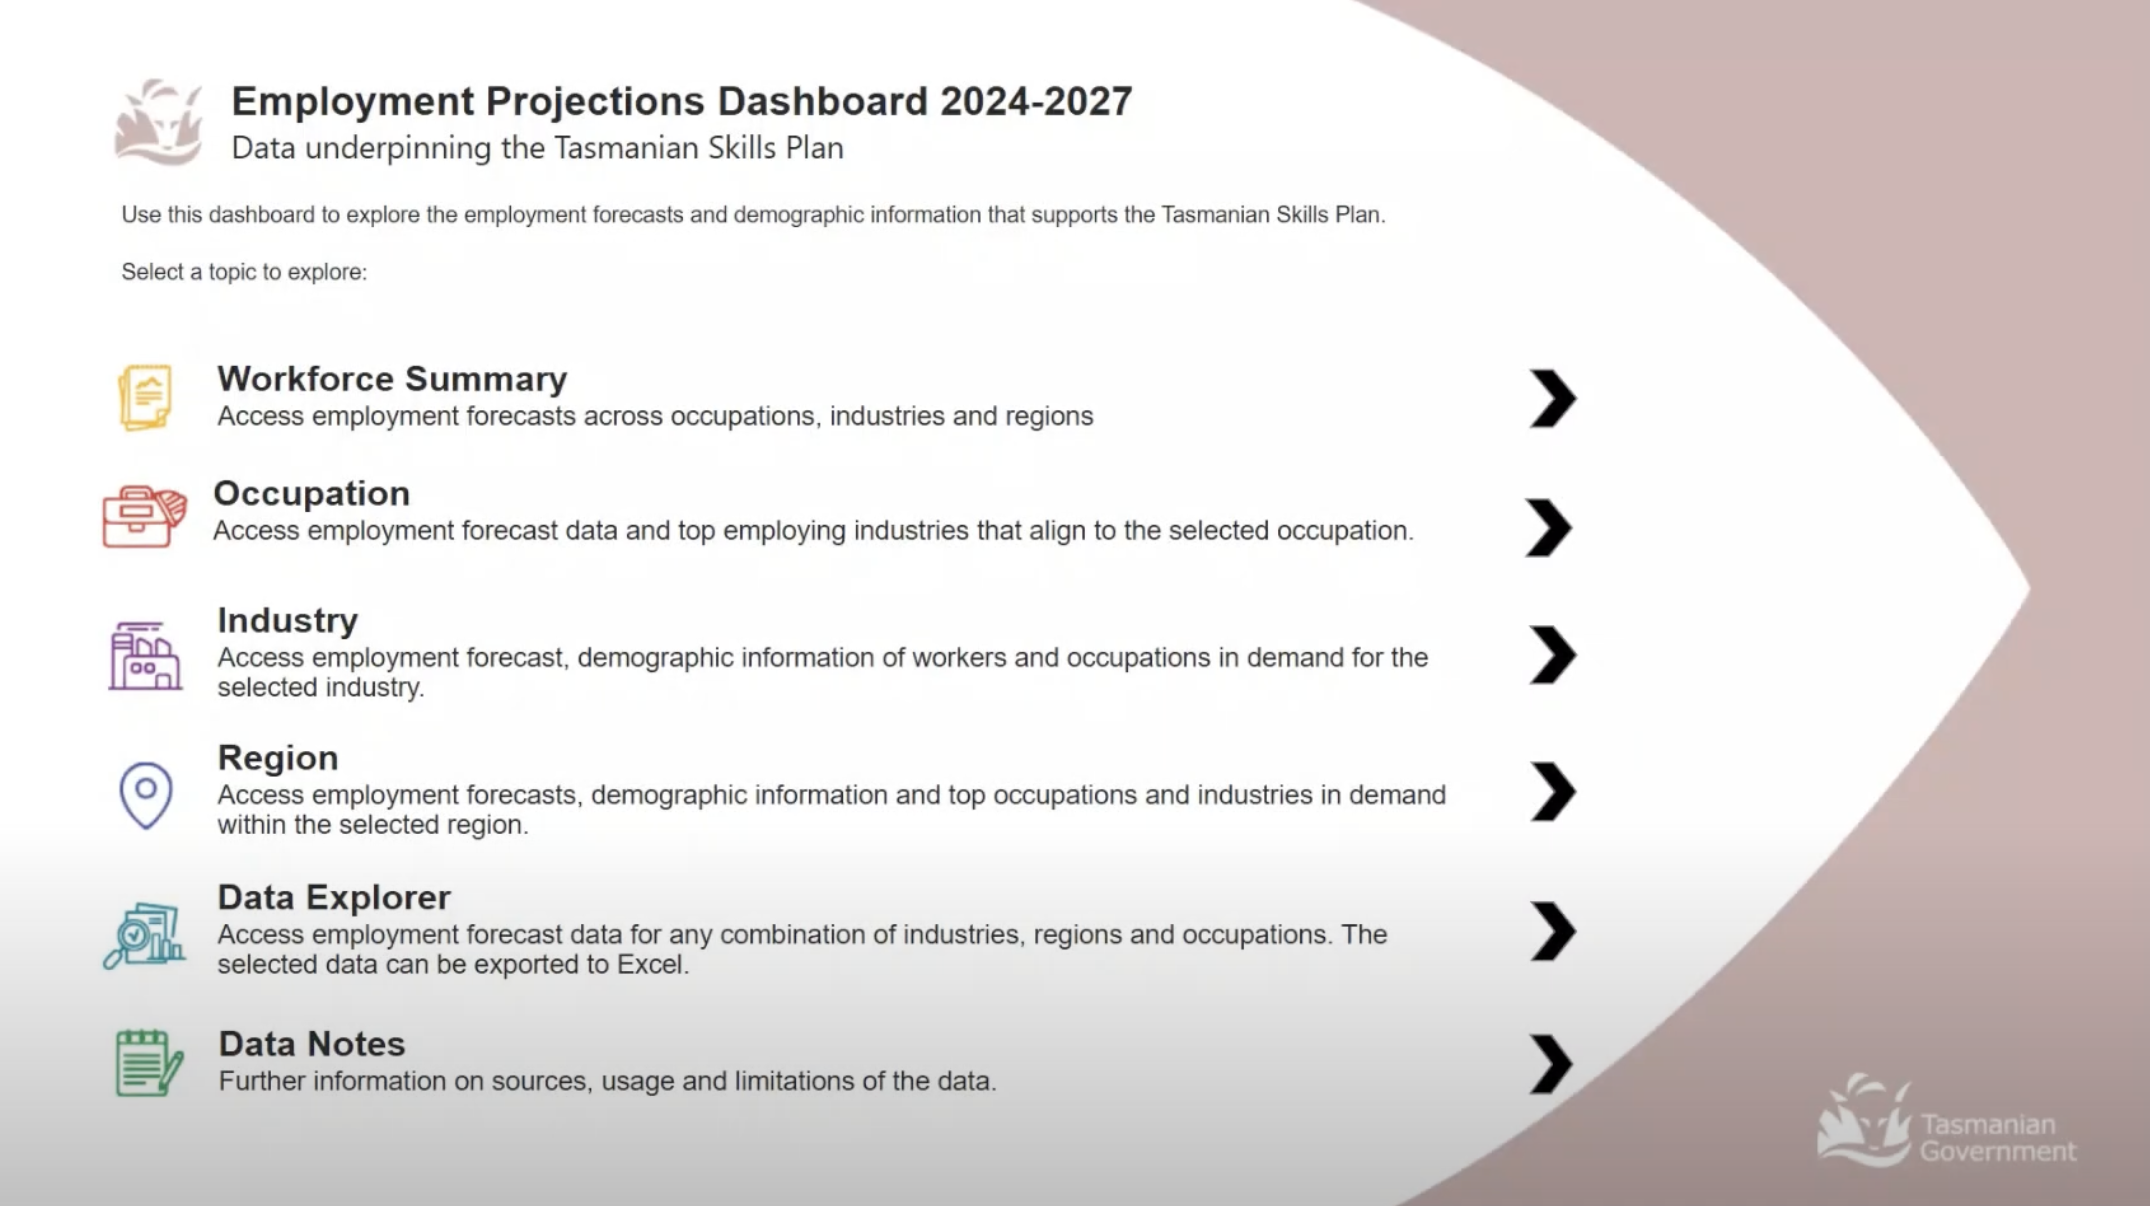 Employment Projections Dashboard 2024-2027
Data underpinning the Tasmanian Skills Plan
Use this dashboard to explore the employment forecasts and demographic information that supports the Tasmanian Skills Plan.
Select a topic to explore:
Workforce Summary
Access employment forecasts across occupations, industries and regions
Occupation
Access employment forecast data and top employing industries that align to the selected occupation.
Industry
Access employment forecast, demographic information of workers and occupations in demand for the
selected industry.
Region
Access employment forecasts, demographic information and top occupations and industries in demand
within the selected region.
Data Explorer
Access employment forecast data for any combination of industries, regions and occupations. The
selected data can be exported to Excel.
Data Notes
Further information on sources, usage and limitations of the data.
Tasmanian
Government